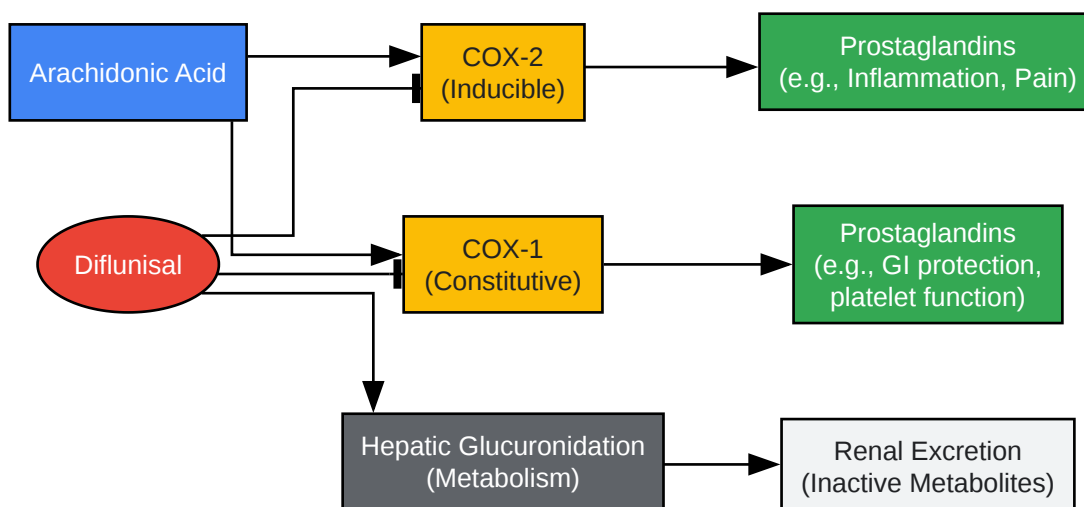 Arachidonic Acid
COX-2
(Inducible)
Prostaglandins
(e.g., Inflammation, Pain)
Diflunisal
COX-1
(Constitutive)
Prostaglandins
(e.g., GI protection,
platelet function)
Hepatic Glucuronidation
(Metabolism)
Renal Excretion
(Inactive Metabolites)